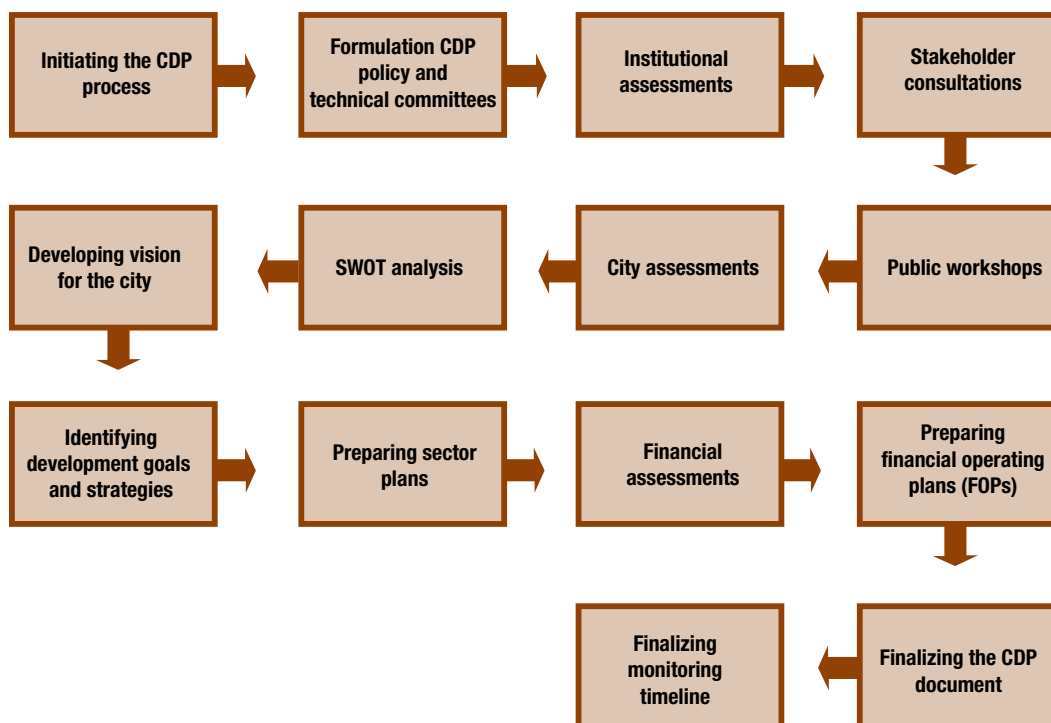 Initiating the CDP
process
Formulation CDP
policy and
technical committees
Institutional
assessments
Stakeholder
consultations
Public workshops
City assessments
SWOT analysis
Developing vision
for the city
Identifying
development goals
and strategies
Preparing sector
plans
Financial
assessments
Preparing
financial operating
plans (FOPs)
Finalizing the CDP
document
Finalizing
monitoring
timeline